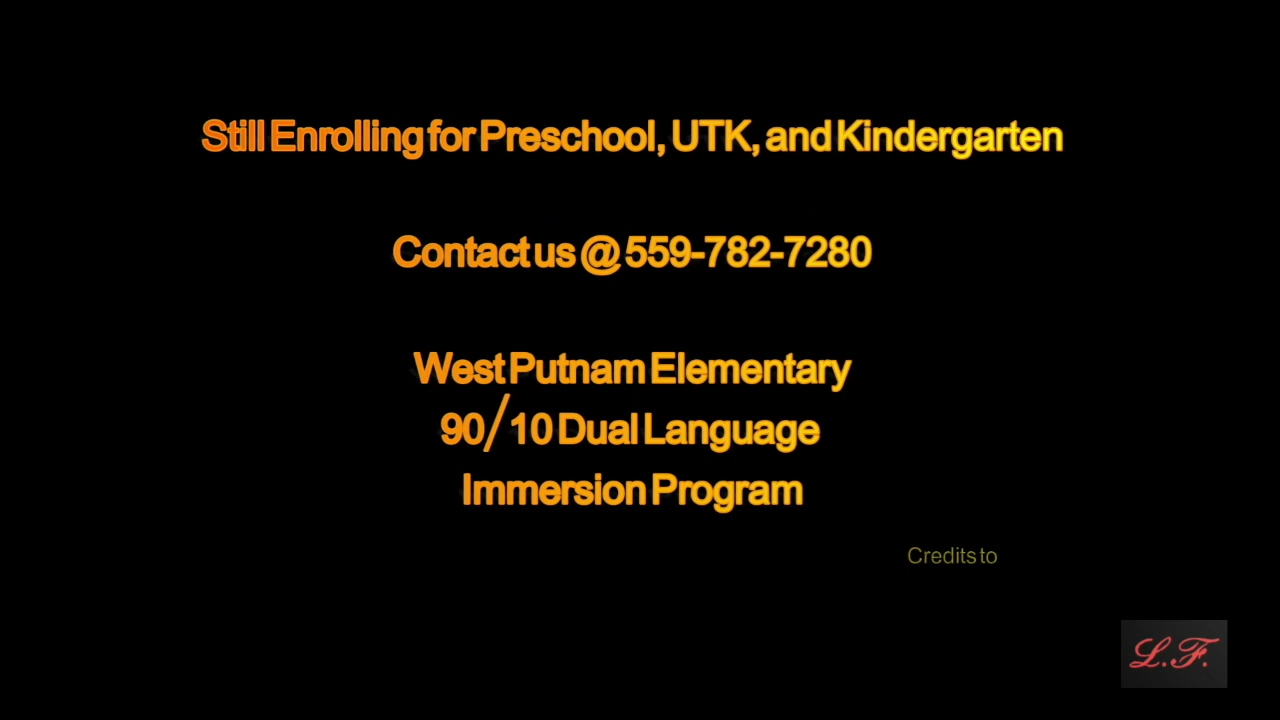 Still Enrolling for Preschool, UTK, and Kindergarten
Contact us @ 559-782-7280
West Putnam Elementary
90/10 Dual Language
Immersion Program
Credits to
L.F.